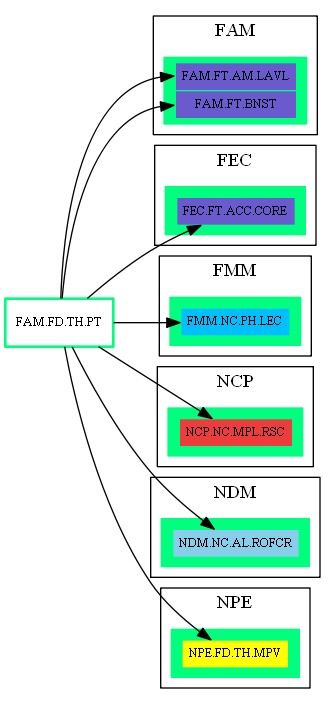 FAM
FAM.FT.AM.LAVL
FAM.FT.BNST
FEC
FEC.FT.ACC.CORE
FMM
FAM.FD.TH.PT
FMM.NC.PH.LEC
NCP
NCP.NC.MPL.RSC
NDM
NDM.NC.AL.ROFCR
NPE
NPE.FD.TH.MPV